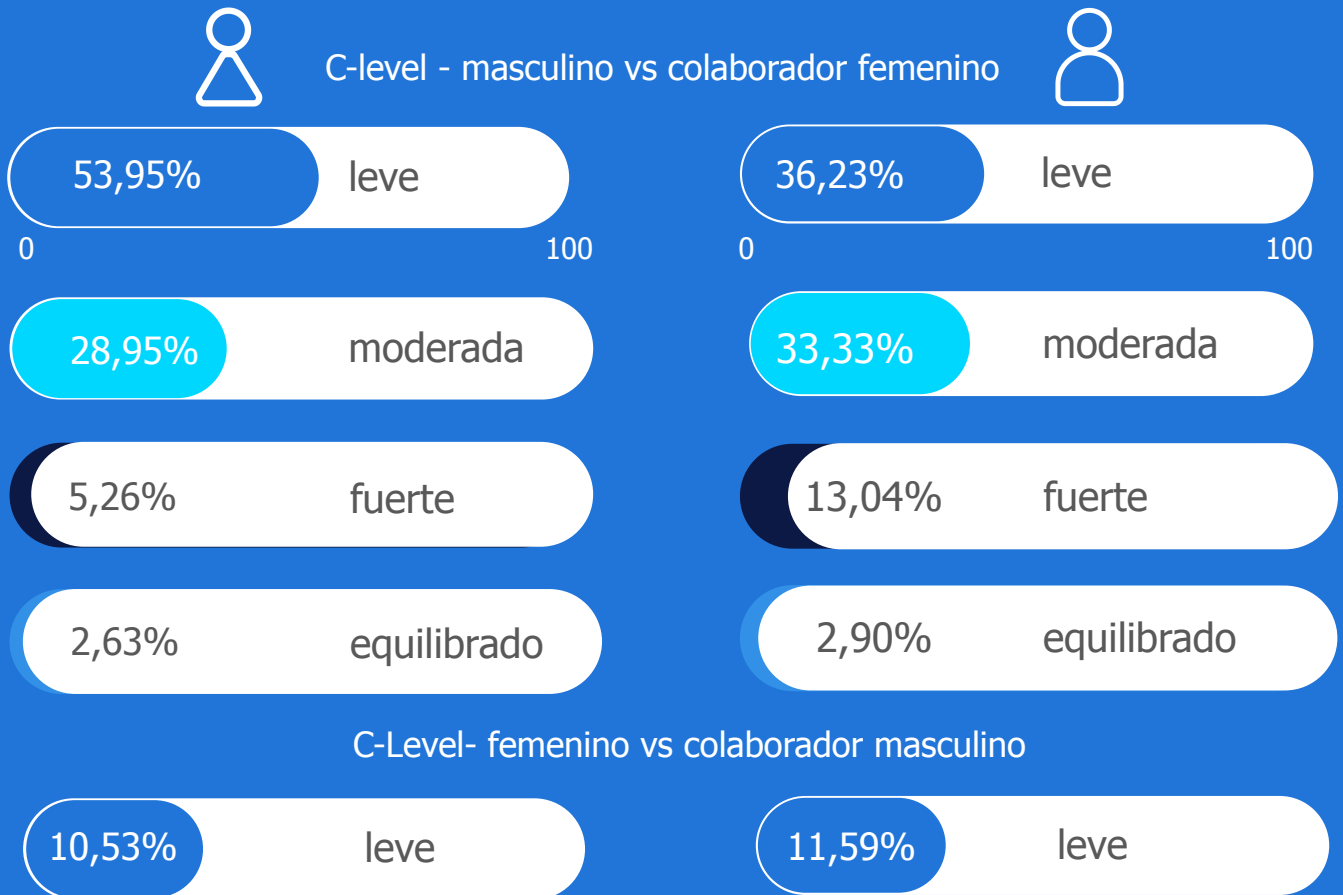 C-level - masculino vs colaborador femenino
53,95% leve 36,23% leve
0 100 0 100
28,95% moderada 33,33% moderada
5,26% fuerte 13,04% fuerte
2,63% equilibrado 2,90% equilibrado
C-Level- femenino vs colaborador masculino
10,53% leve 11,59% leve